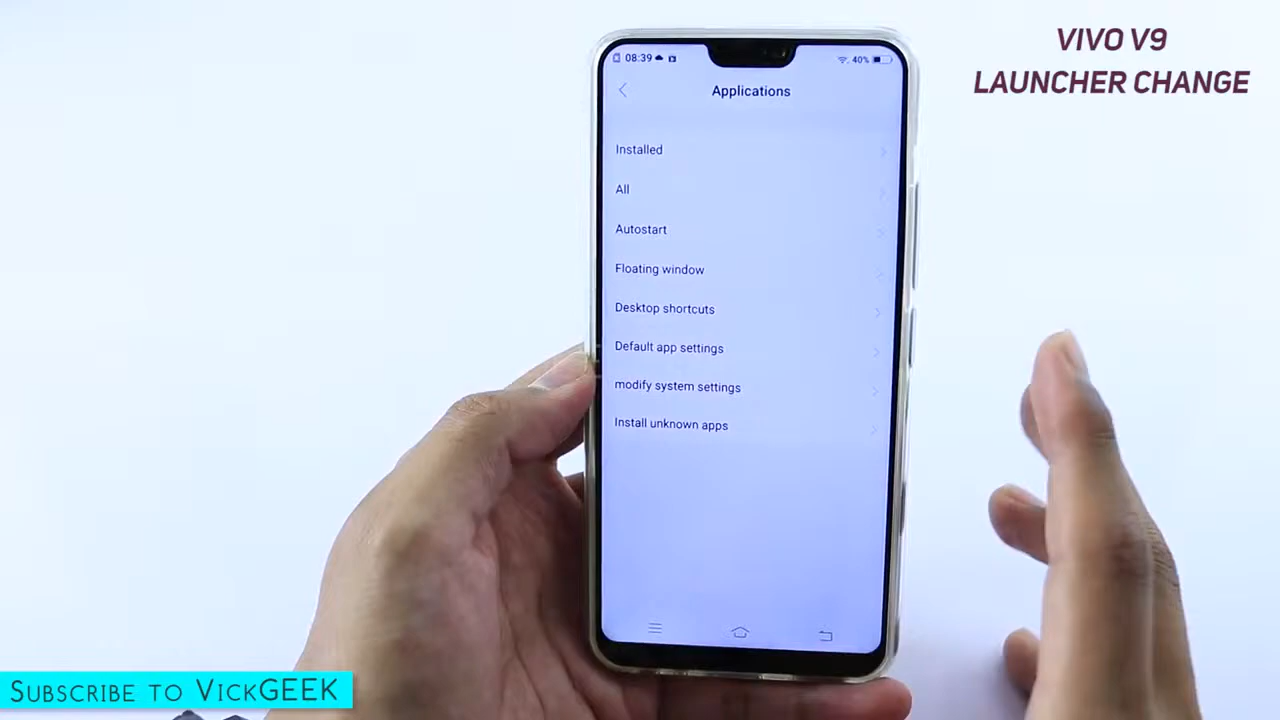 VIVO V9
LAUNCHER CHANGE
08:39
40%
Applications
Installed
All
Autostart
Floating window
Desktop shortcuts
Default app settings
modify system settings
Install unknown apps
SUBSCRIBE TO VICKGEEK